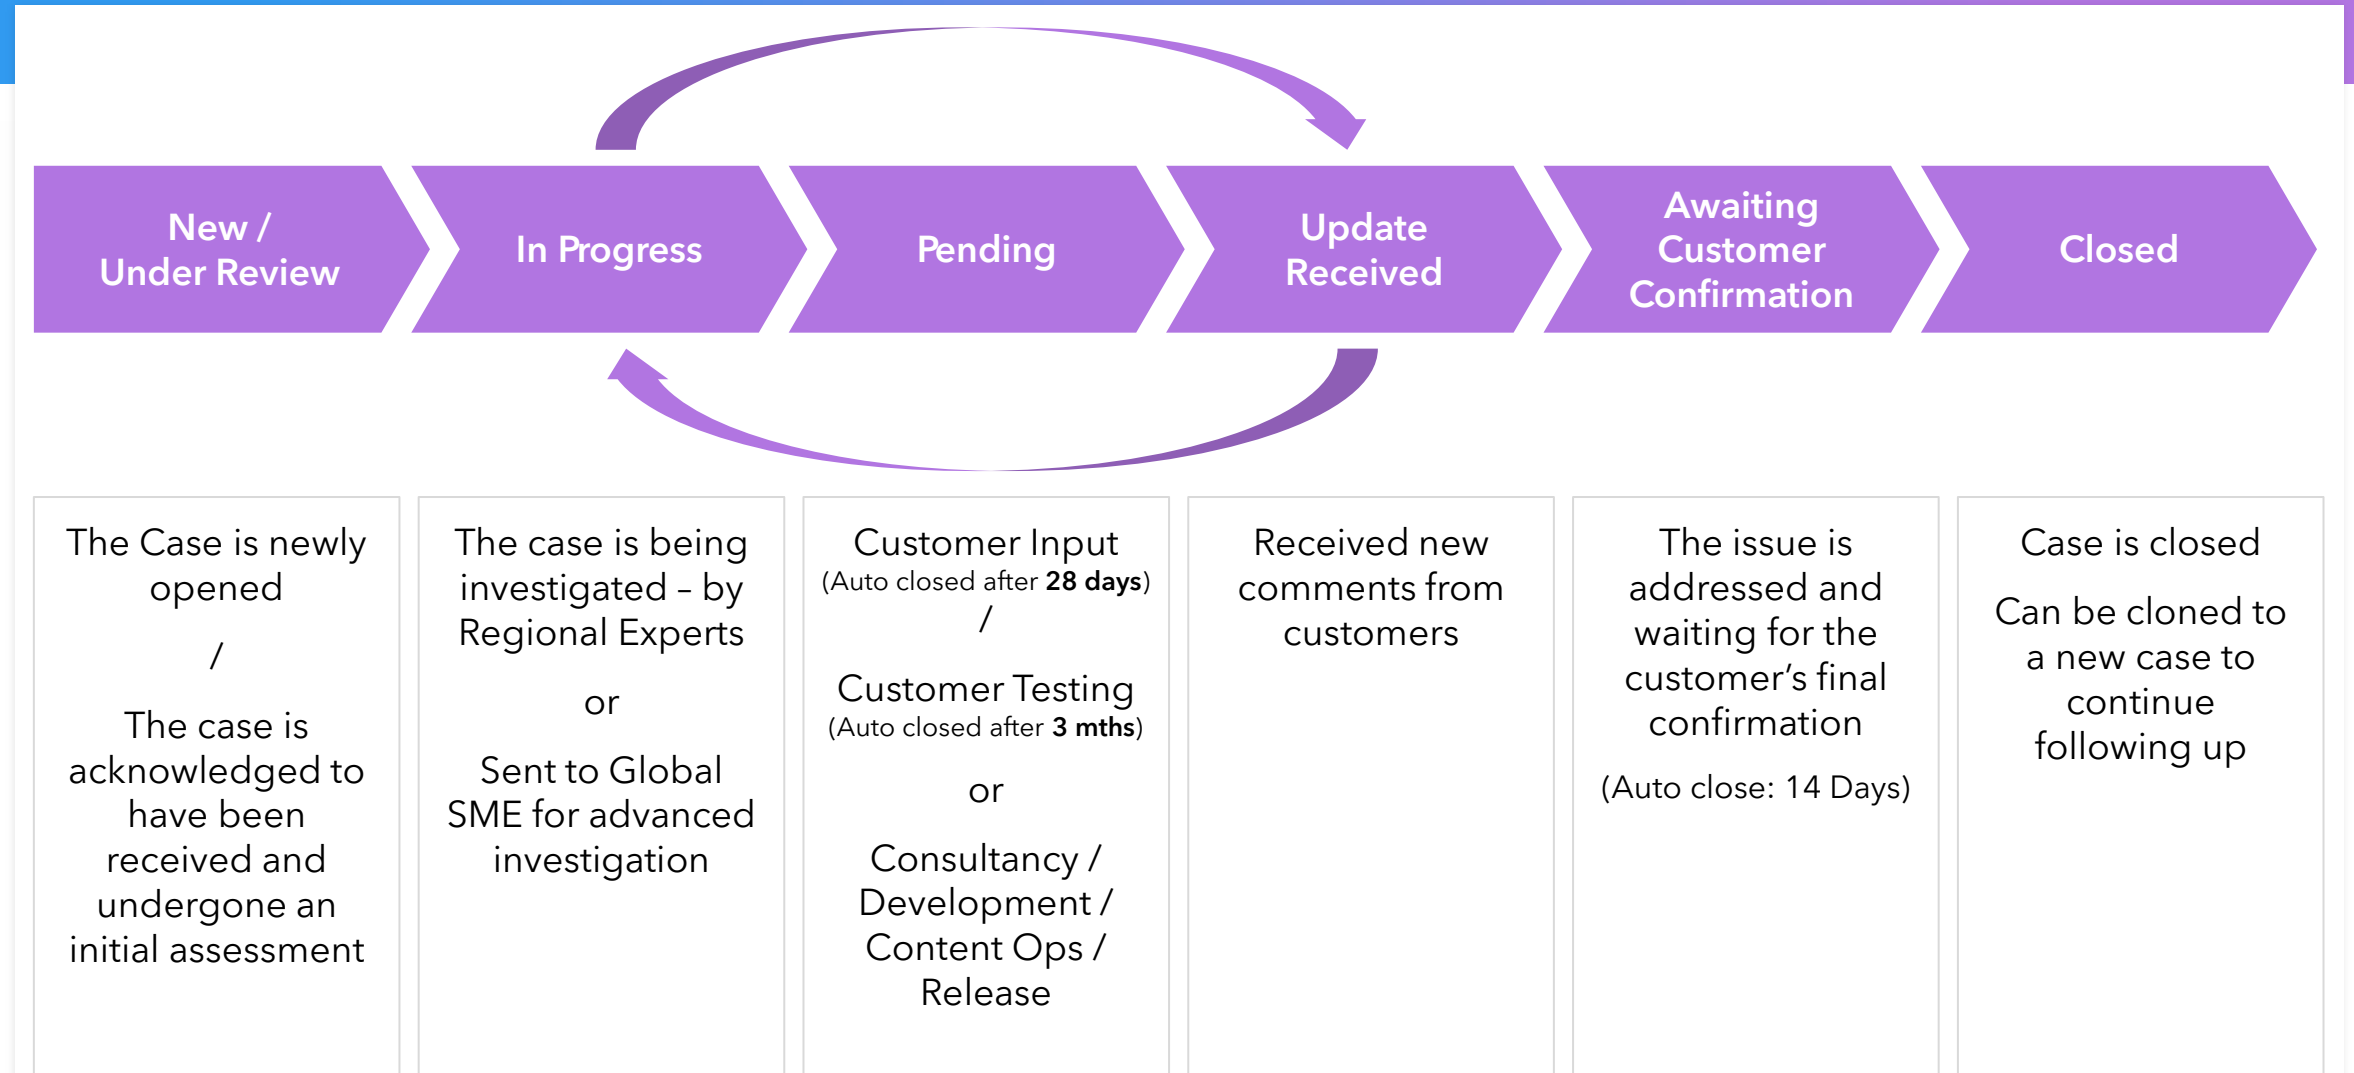 New /
Under Review
In Progress
Pending
Update
Received
Awaiting
Customer
Confirmation
Closed
The Case is newly
opened
/
The case is
acknowledged to
have been
received and
undergone an
initial assessment
The case is being
investigated – by
Regional Experts
or
Sent to Global
SME for advanced
investigation
Customer Input
(Auto closed after 28 days)
/
Customer Testing
(Auto closed after 3 mths)
or
Consultancy /
Development /
Content Ops /
Release
Received new
comments from
customers
The issue is
addressed and
waiting for the
customer’s final
confirmation
(Auto close: 14 Days)
Case is closed
Can be cloned to
a new case to
continue
following up